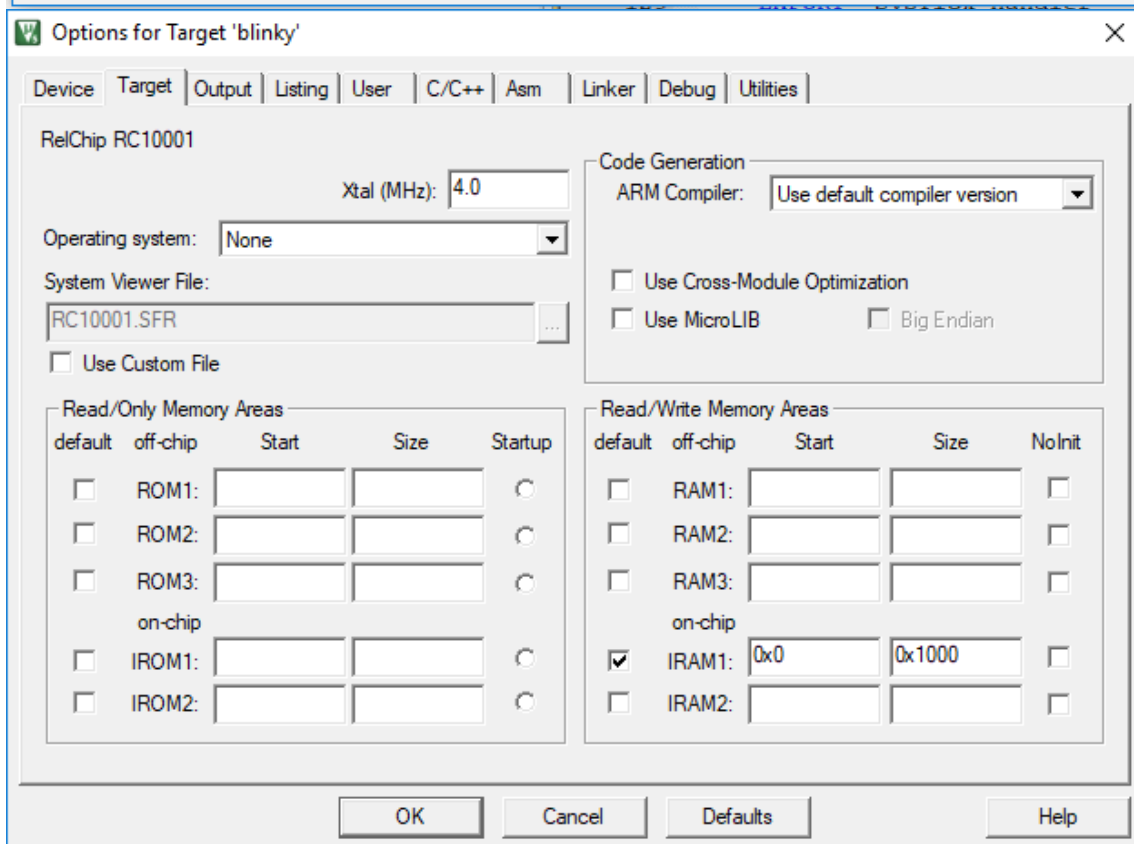 Options for Target 'blinky'
Device Target Output Listing User C/C++ Asm Linker Debug Utilities
RelChip RC10001
Xtal (MHz): 4.0
Operating system: None
System Viewer File:
RC10001.SFR ...
Use Custom File
Code Generation
ARM Compiler: Use default compiler version
Use Cross-Module Optimization
Use MicroLIB Big Endian
Read/Only Memory Areas
default off-chip Start Size Startup
ROM1:
ROM2:
ROM3:
on-chip
IROM1:
IROM2:
Read/Write Memory Areas
default off-chip Start Size NoInit
RAM1:
RAM2:
RAM3:
on-chip
IRAM1: 0x0 0x1000
IRAM2:
OK Cancel Defaults Help